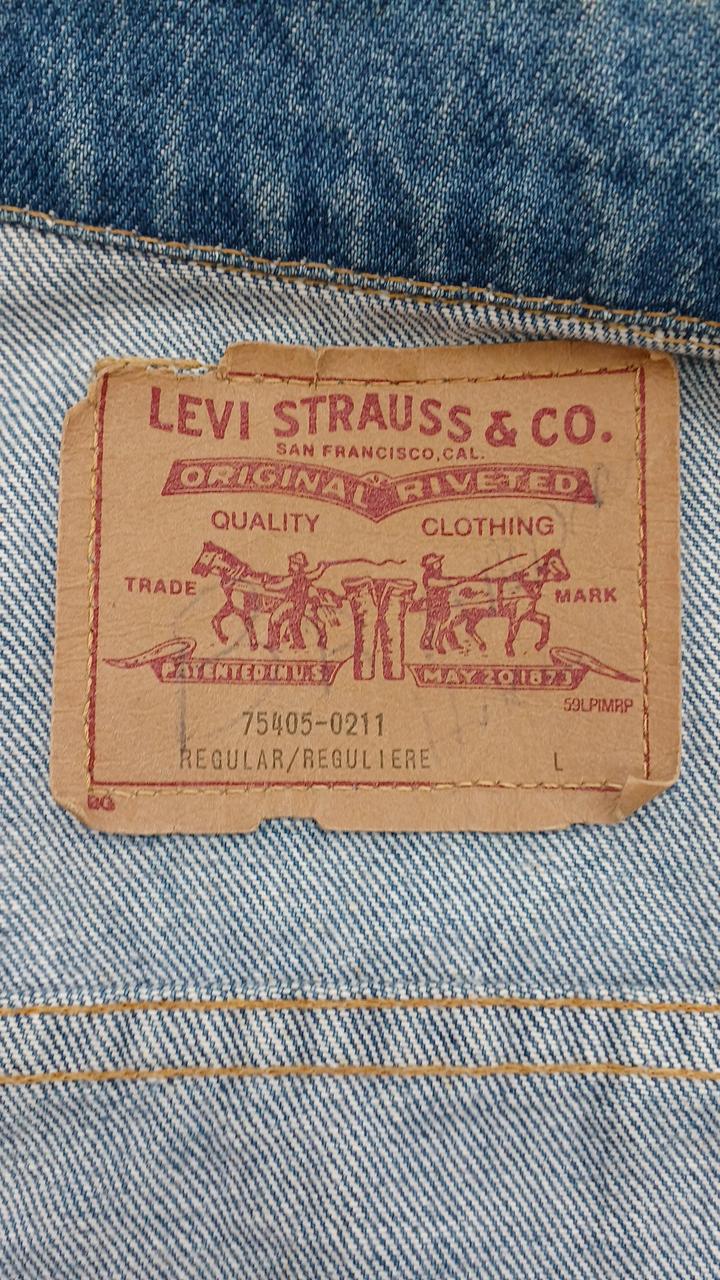 LEVI STRAUSS & CO.
SAN FRANCISCO, CAL.
ORIGINAL RIVETED
QUALITY CLOTHING
TRADE MARK
PATENTED IN U.S. MAY 20 1873
59LPIMRP
75405-0211
REGULAR/REGULIERE L